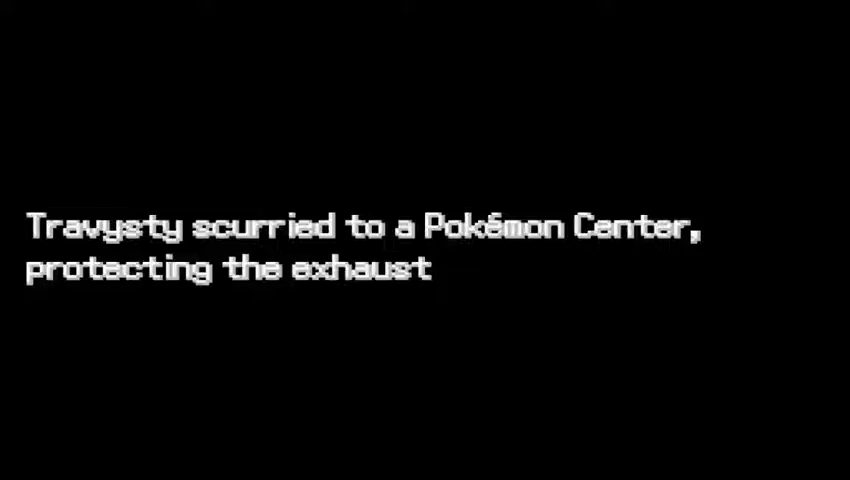 Travysty scurried to a Pokémon Center,
protecting the exhaust